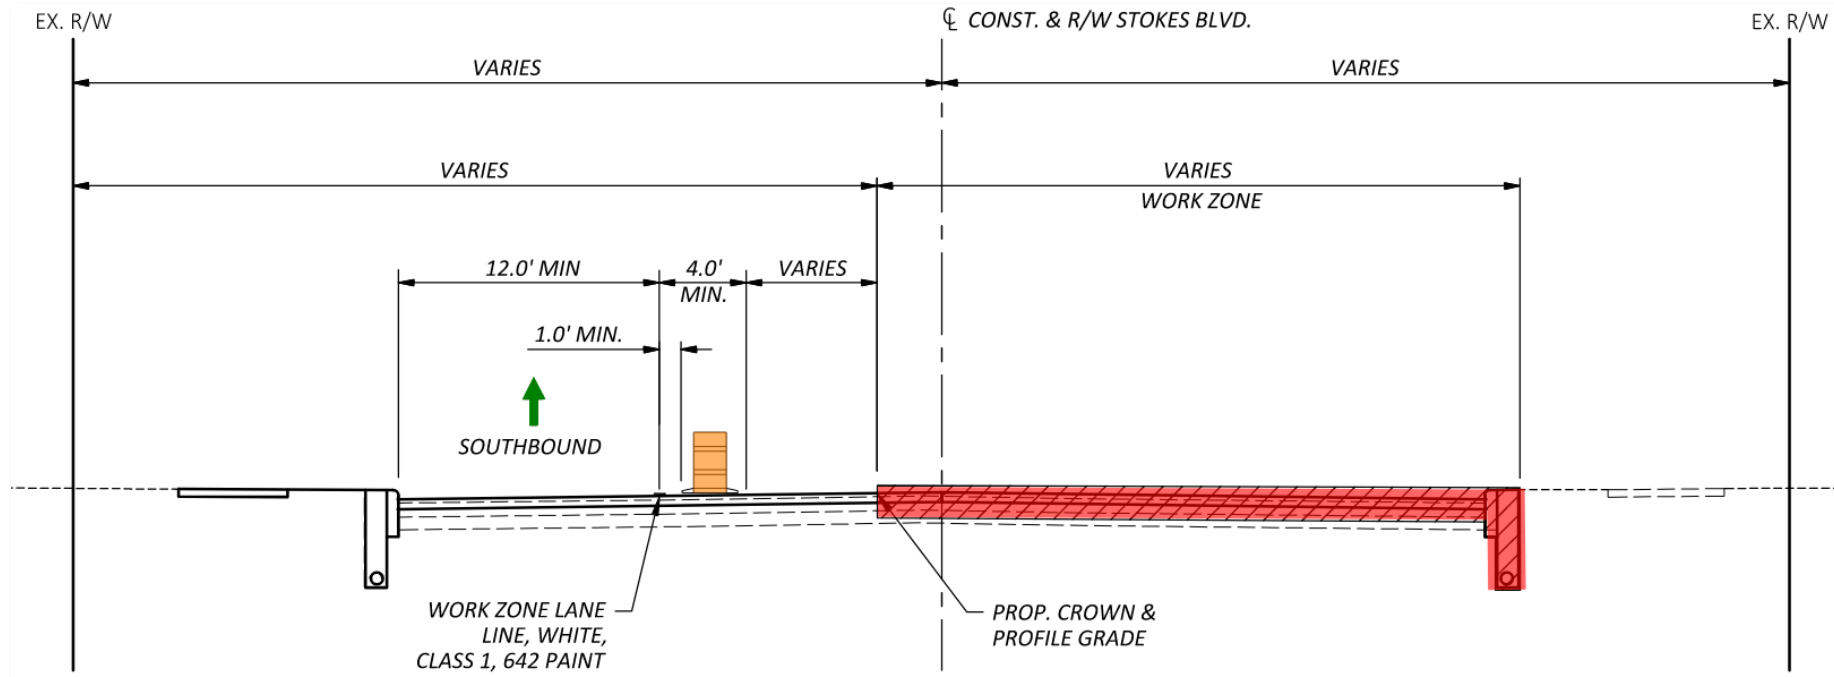 EX. R/W
℄ CONST. & R/W STOKES BLVD.
EX. R/W
VARIES
VARIES
VARIES
VARIES
WORK ZONE
12.0' MIN
4.0'
MIN.
VARIES
1.0' MIN.
SOUTHBOUND
WORK ZONE LANE
LINE, WHITE,
CLASS 1, 642 PAINT
PROP. CROWN &
PROFILE GRADE